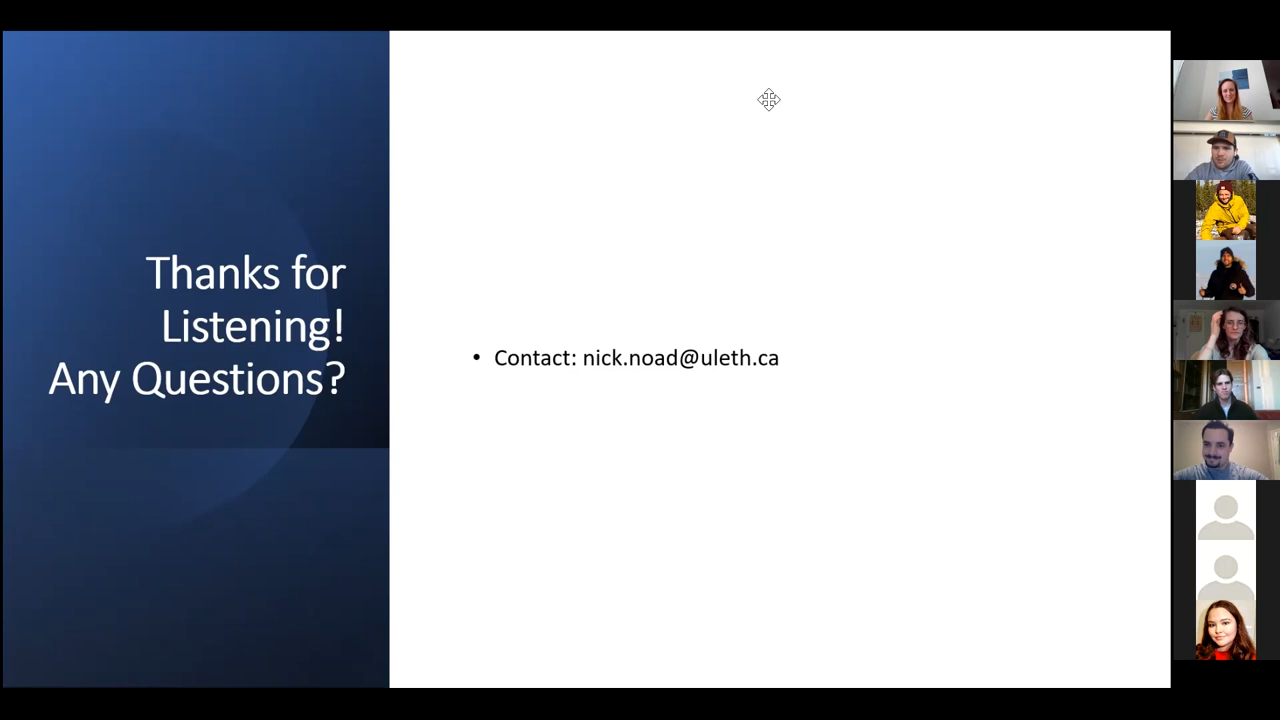 Thanks for
Listening!
Any Questions?
• Contact: nick.noad@uleth.ca